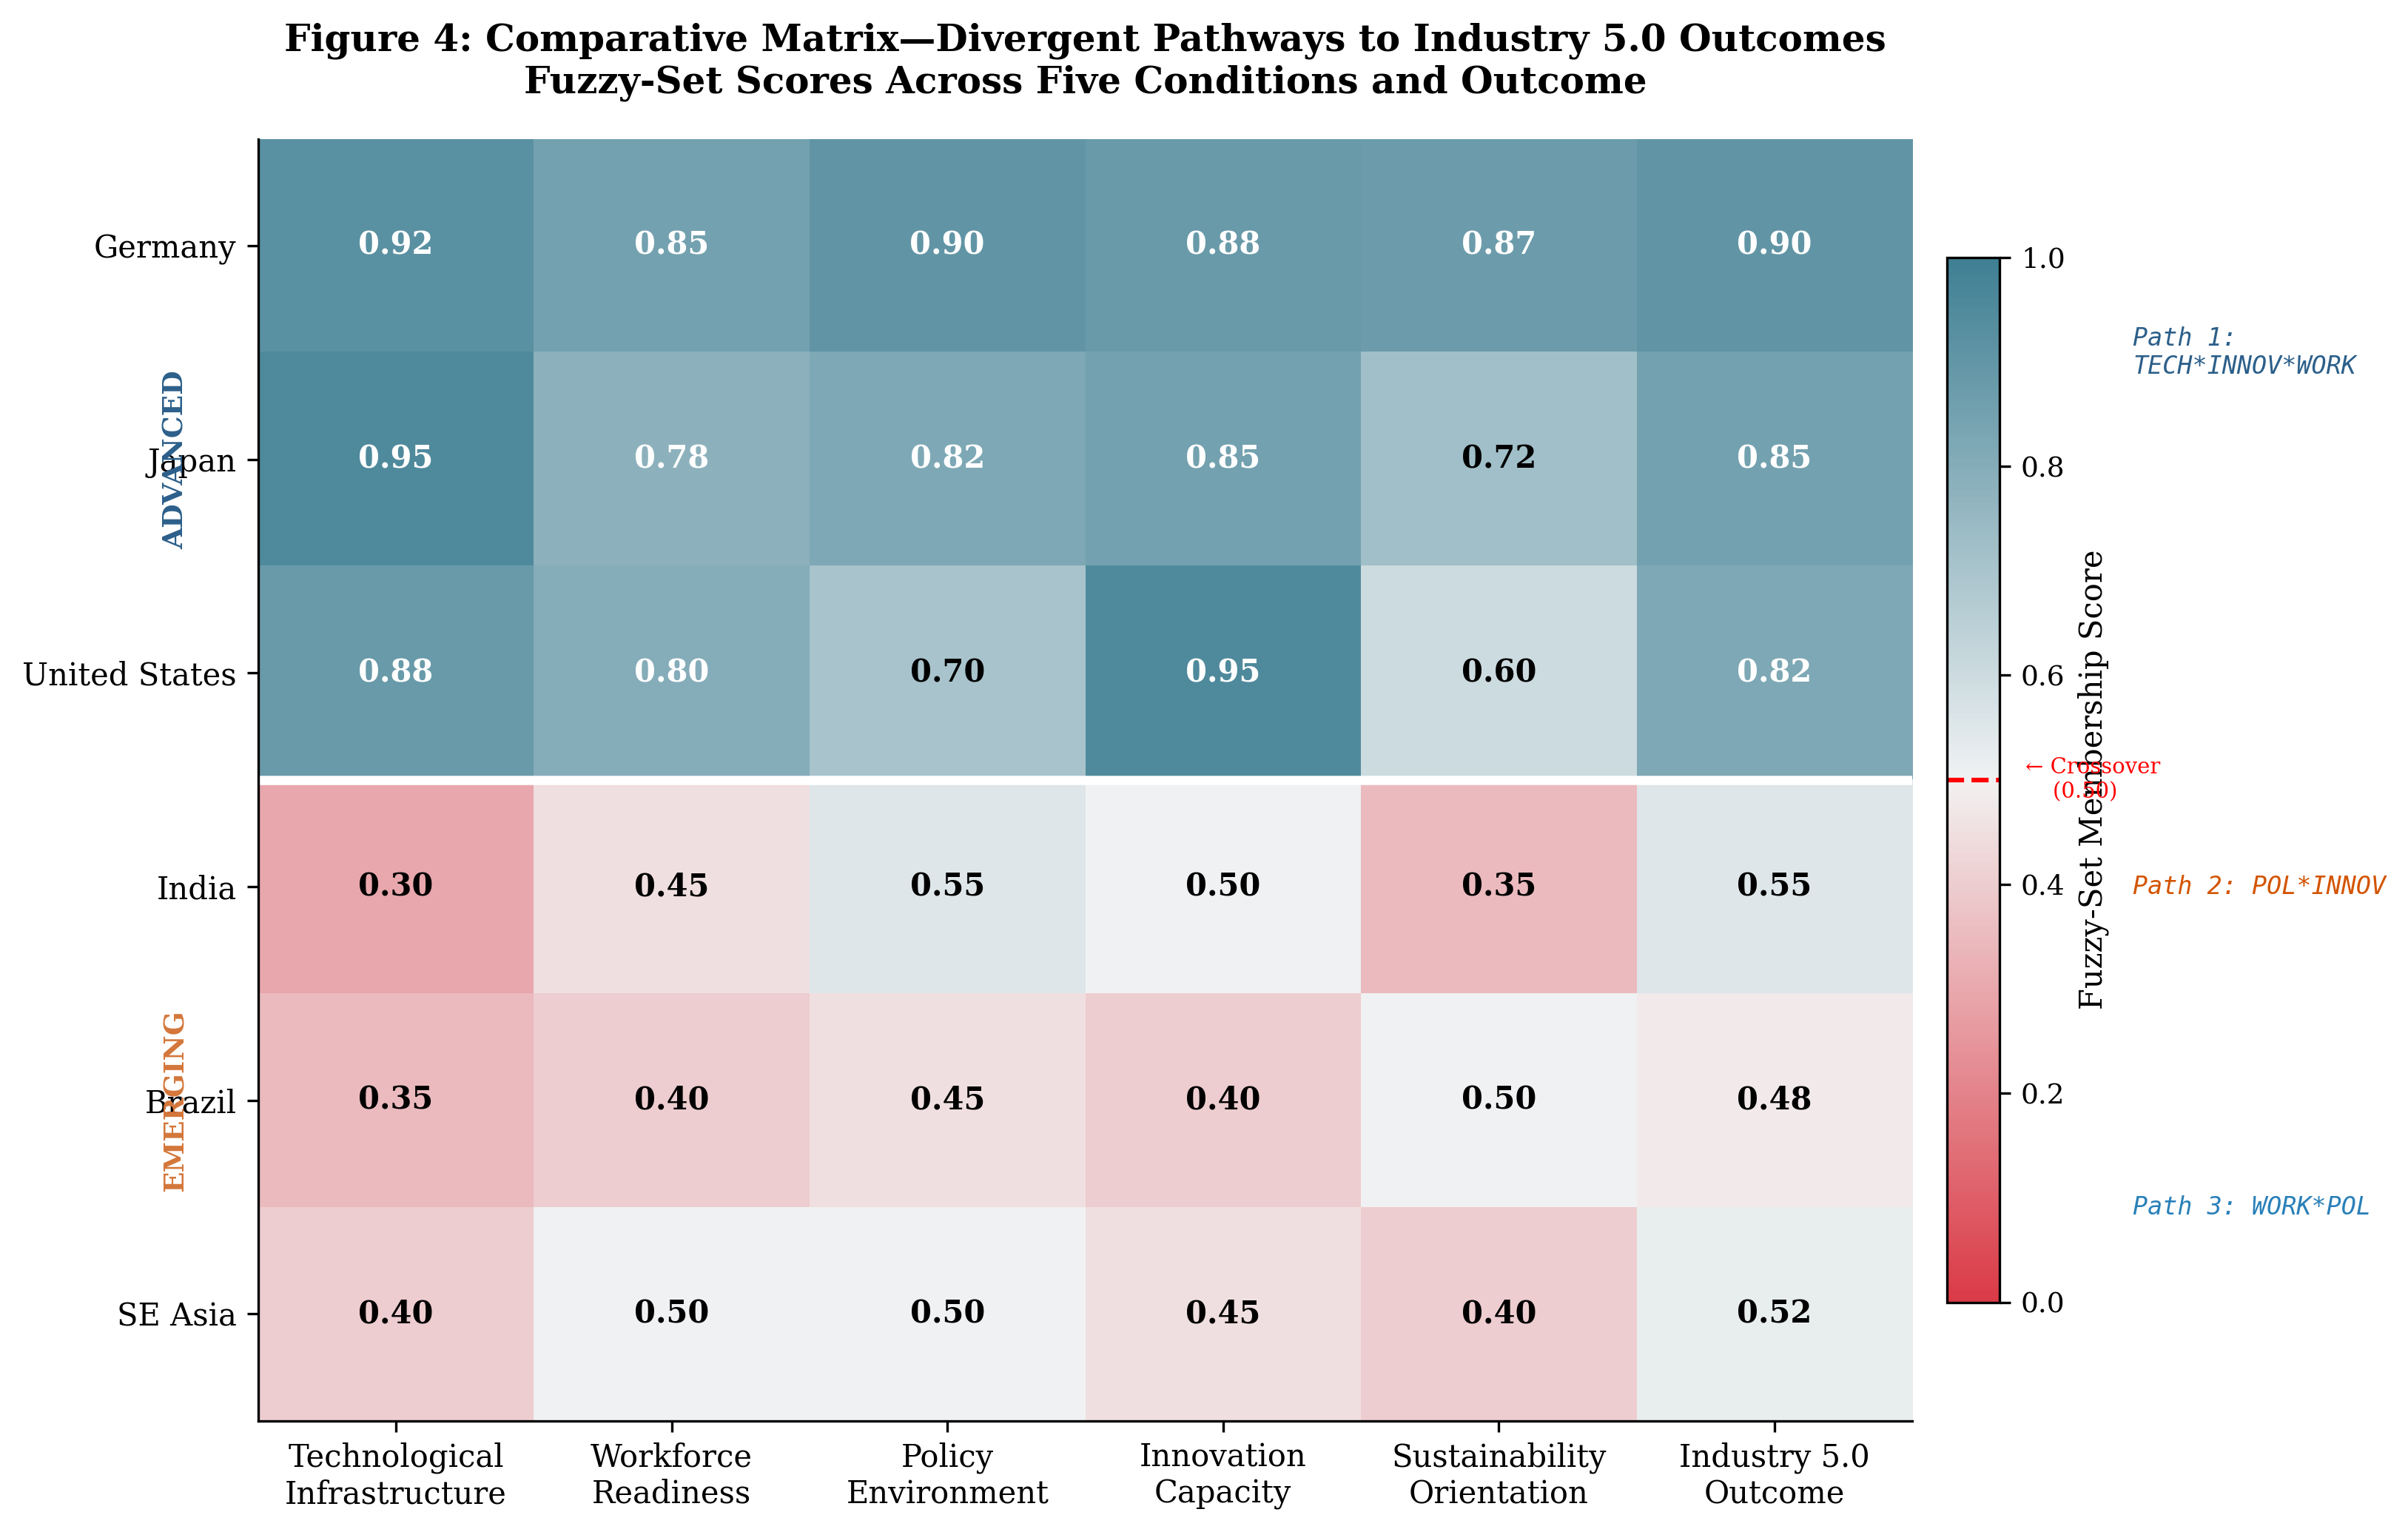 Figure 4: Comparative Matrix—Divergent Pathways to Industry 5.0 Outcomes
Fuzzy-Set Scores Across Five Conditions and Outcome
ADVANCED
Germany 0.92 0.85 0.90 0.88 0.87 0.90
Japan 0.95 0.78 0.82 0.85 0.72 0.85
United States 0.88 0.80 0.70 0.95 0.60 0.82
EMERGING
India 0.30 0.45 0.55 0.50 0.35 0.55
Brazil 0.35 0.40 0.45 0.40 0.50 0.48
SE Asia 0.40 0.50 0.50 0.45 0.40 0.52
Technological Workforce Policy Innovation Sustainability Industry 5.0
Infrastructure Readiness Environment Capacity Orientation Outcome
1.0
0.8
0.6
0.4
0.2
0.0
← Crossover
(0.50)
Fuzzy-Set Membership Score
Path 1:
TECH*INNOV*WORK
Path 2: POL*INNOV
Path 3: WORK*POL